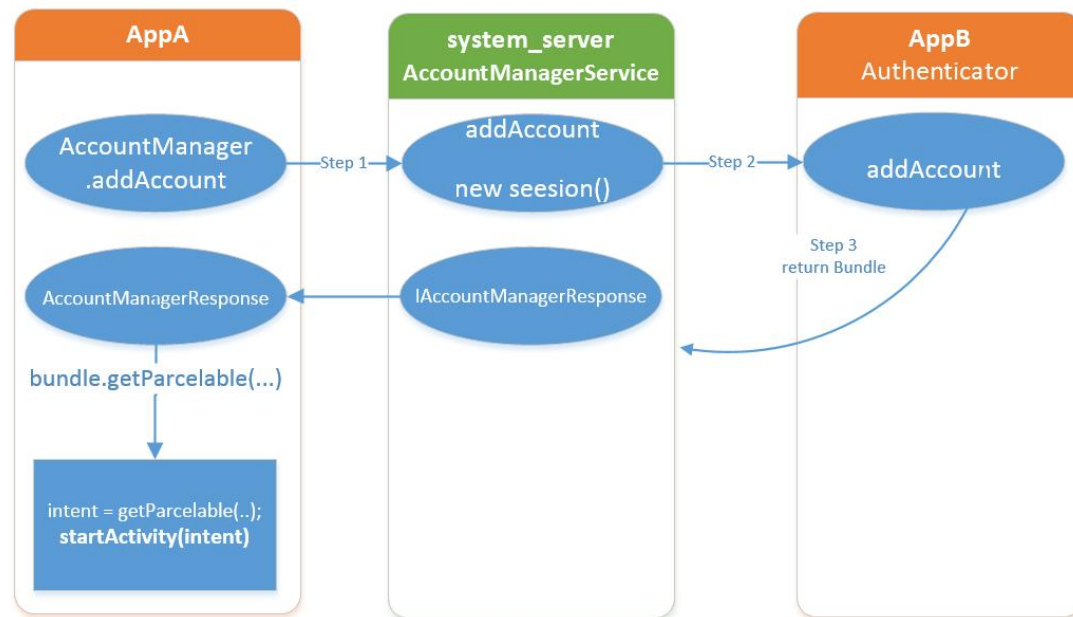 AppA
AccountManager
.addAccount
AccountManagerResponse
bundle.getParcelable(...)
intent = getParcelable(..);
startActivity(intent)
Step 1
system_server
AccountManagerService
addAccount
new seesion()
IAccountManagerResponse
Step 2
AppB
Authenticator
addAccount
Step 3
return Bundle